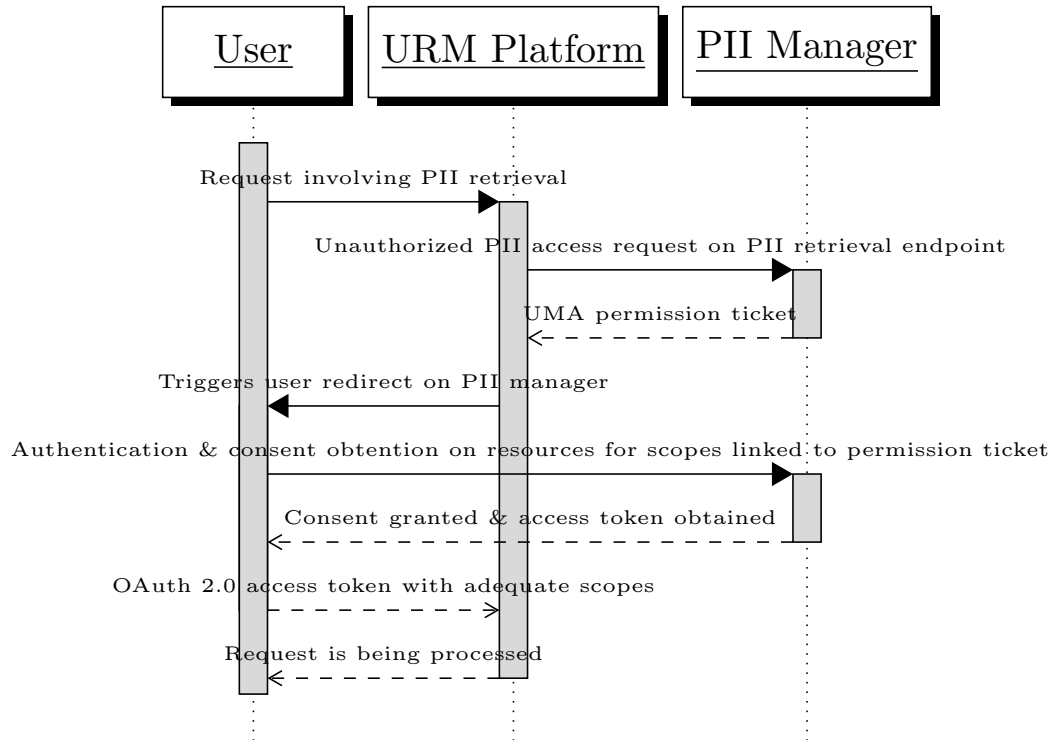 User
URM Platform
PII Manager
Request involving PII retrieval
Unauthorized PII access request on PII retrieval endpoint
UMA permission ticket
Triggers user redirect on PII manager
Authentication & consent obtention on resources for scopes linked to permission ticket
Consent granted & access token obtained
OAuth 2.0 access token with adequate scopes
Request is being processed